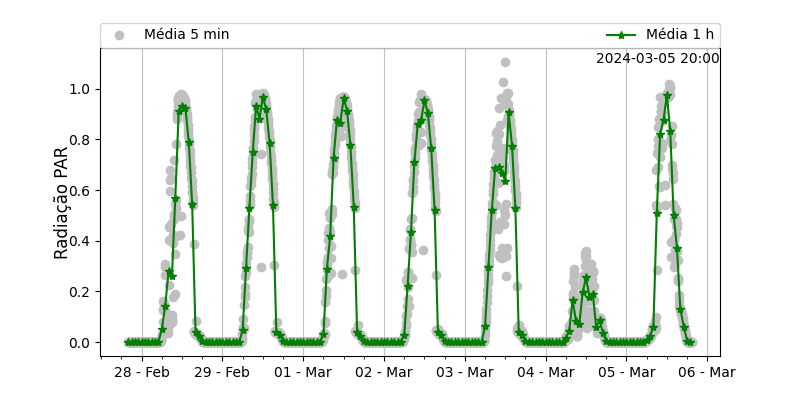 Média 5 min
Média 1 h
2024-03-05 20:00
Radiação PAR
1.0
0.8
0.6
0.4
0.2
0.0
28 - Feb
29 - Feb
01 - Mar
02 - Mar
03 - Mar
04 - Mar
05 - Mar
06 - Mar